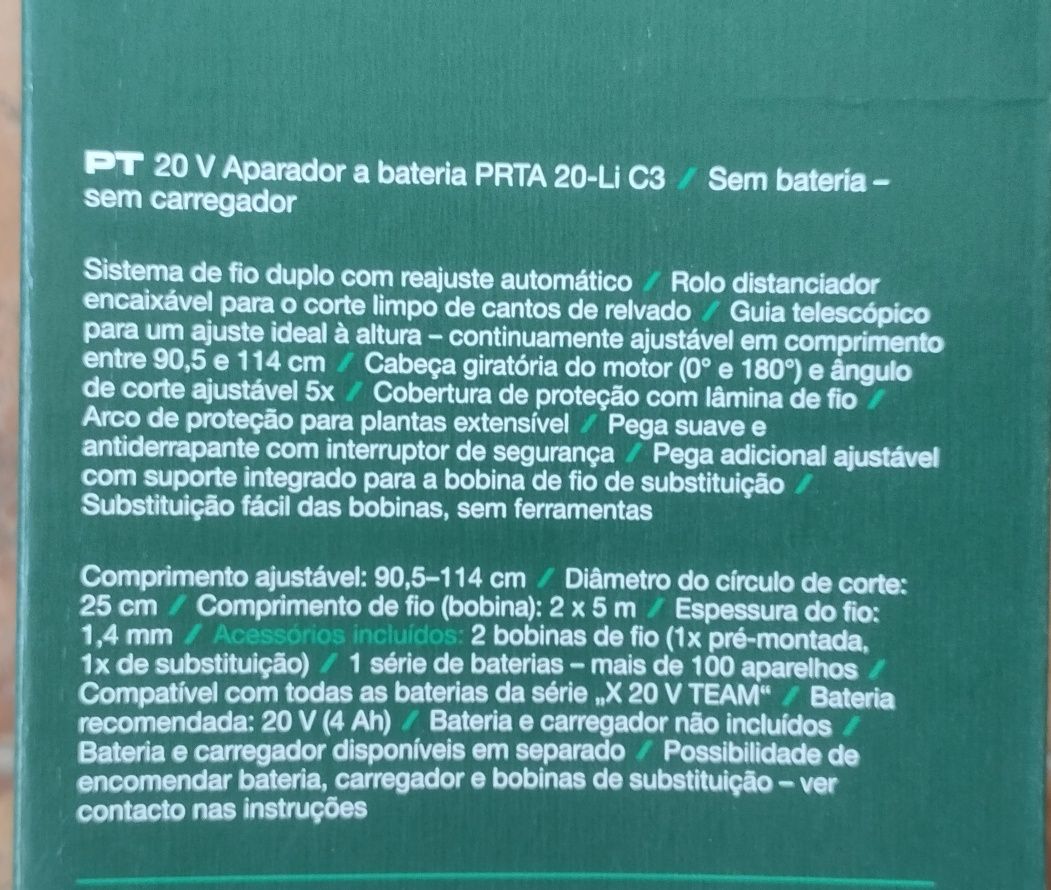 PT 20 V Aparador a bateria PRTA 20-Li C3 / Sem bateria –
sem carregador
Sistema de fio duplo com reajuste automático / Rolo distanciador
encaixável para o corte limpo de cantos de relvado / Guia telescópico
para um ajuste ideal à altura – continuamente ajustável em comprimento
entre 90,5 e 114 cm / Cabeça giratória do motor (0° e 180°) e ângulo
de corte ajustável 5x / Cobertura de proteção com lâmina de fio /
Arco de proteção para plantas extensível / Pega suave e
antiderrapante com interruptor de segurança / Pega adicional ajustável
com suporte integrado para a bobina de fio de substituição /
Substituição fácil das bobinas, sem ferramentas
Comprimento ajustável: 90,5–114 cm / Diâmetro do círculo de corte:
25 cm / Comprimento de fio (bobina): 2 x 5 m / Espessura do fio:
1,4 mm / Acessórios incluídos: 2 bobinas de fio (1x pré-montada,
1x de substituição) / 1 série de baterias – mais de 100 aparelhos /
Compatível com todas as baterias da série „X 20 V TEAM“ / Bateria
recomendada: 20 V (4 Ah) / Bateria e carregador não incluídos /
Bateria e carregador disponíveis em separado / Possibilidade de
encomendar bateria, carregador e bobinas de substituição – ver
contacto nas instruções